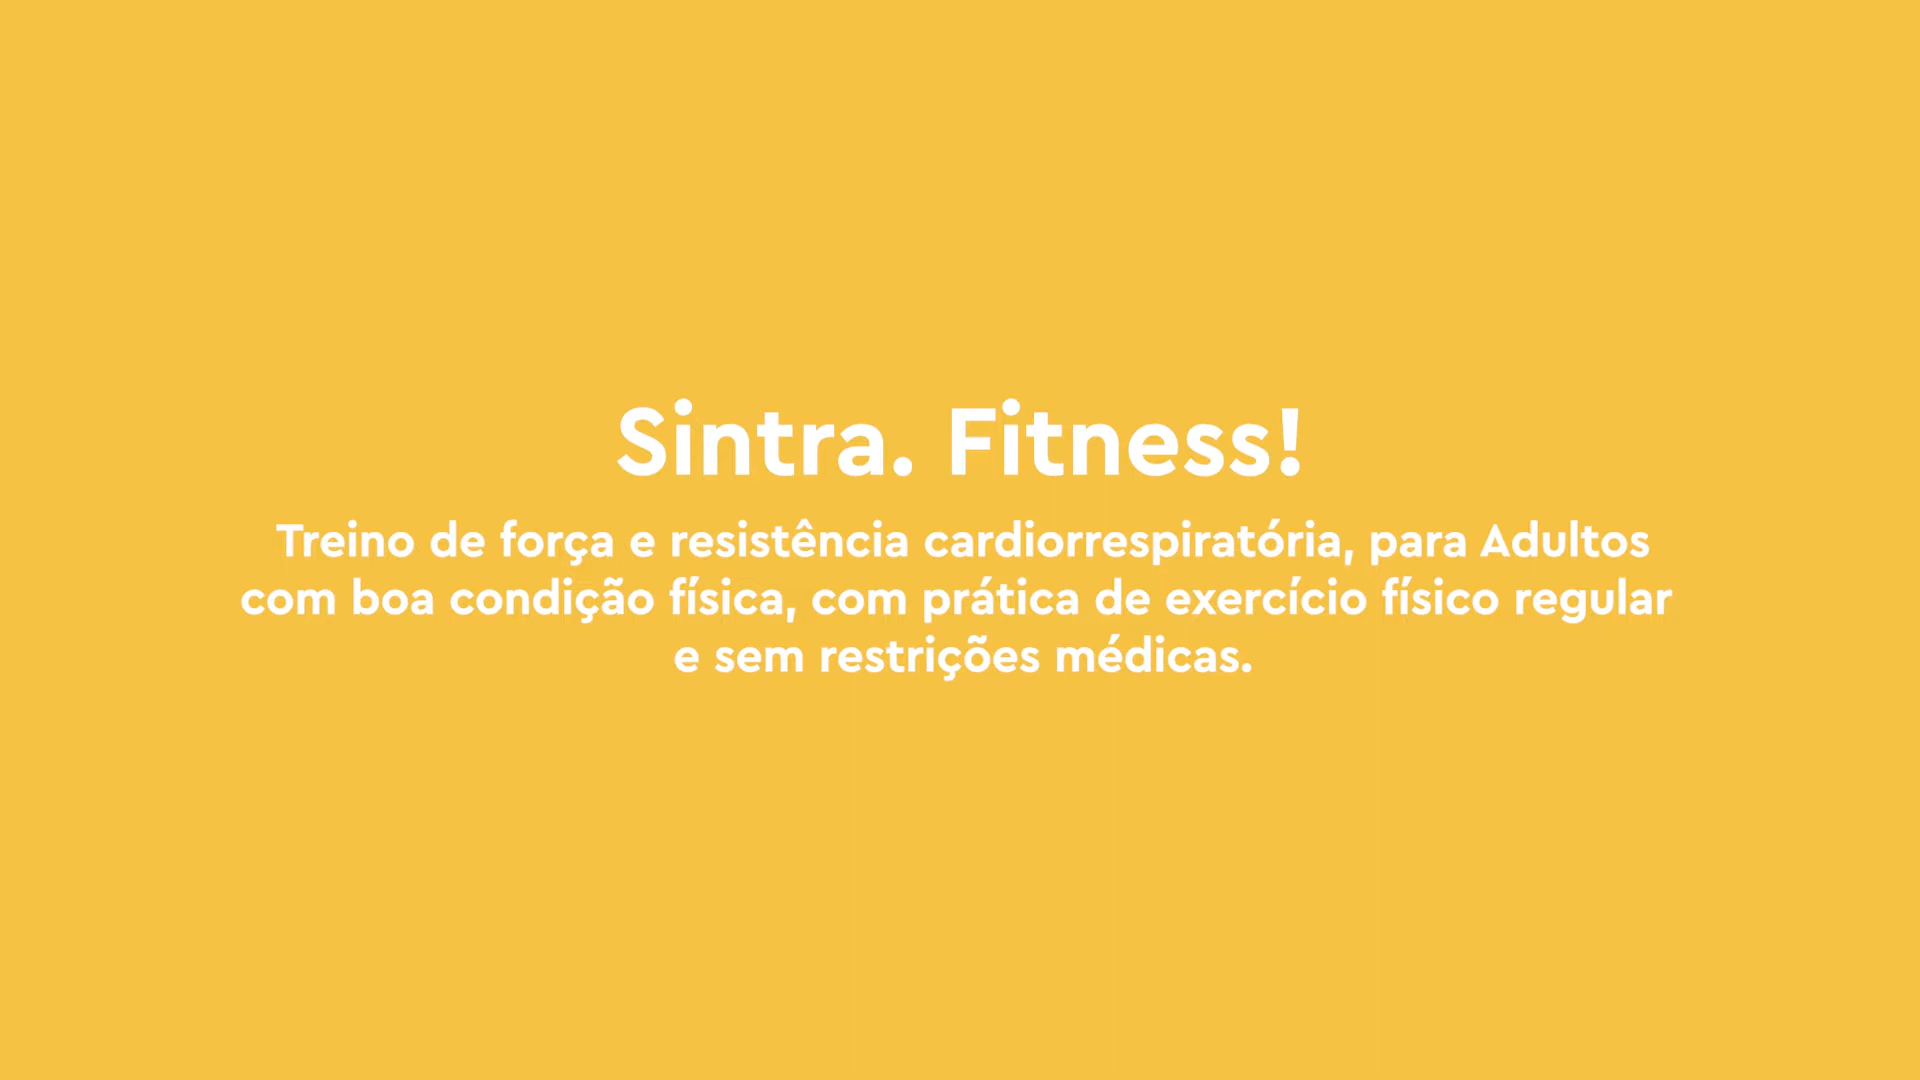 Sintra. Fitness!
Treino de força e resistência cardiorrespiratória, para Adultos
com boa condição física, com prática de exercício físico regular
e sem restrições médicas.